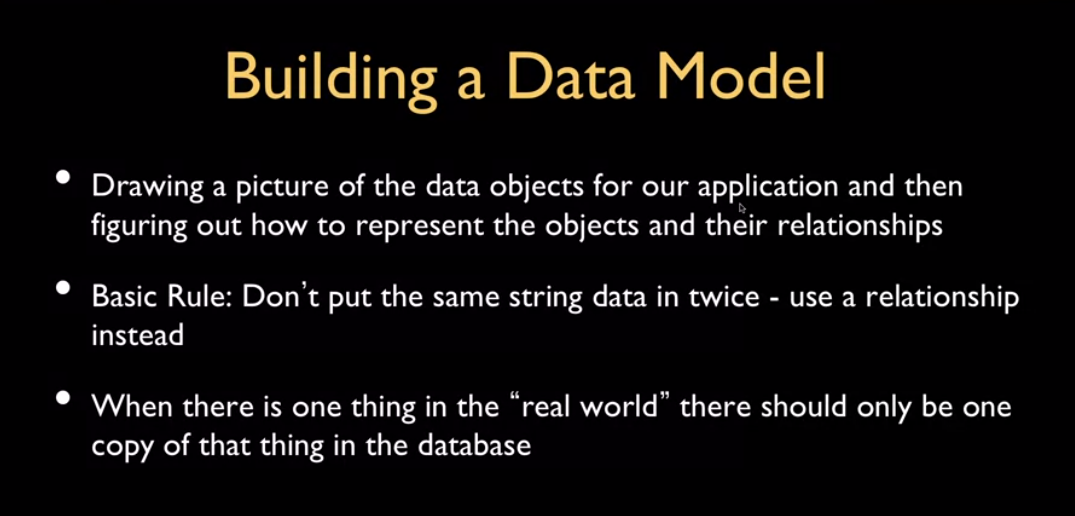 Building a Data Model
• Drawing a picture of the data objects for our application and then
figuring out how to represent the objects and their relationships
• Basic Rule: Don’t put the same string data in twice - use a relationship
instead
• When there is one thing in the “real world” there should only be one
copy of that thing in the database